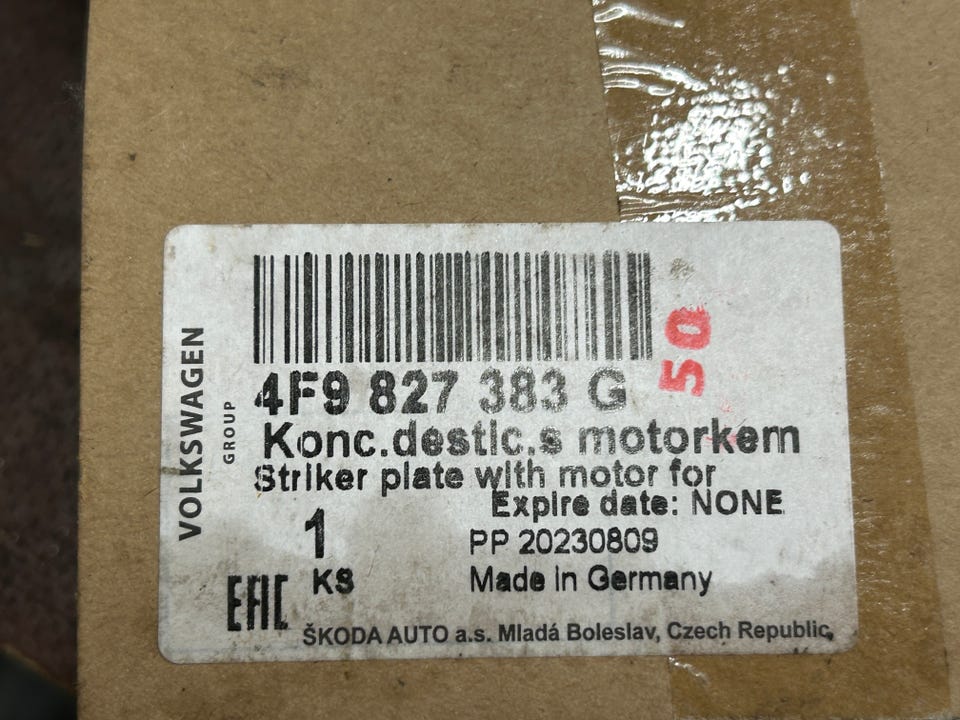 VOLKSWAGEN
GROUP
4F9 827 383 G
50
Konc.destic.s motorkem
Striker plate with motor for
Expire date: NONE
1
PP 20230809
KS
Made in Germany
EAC
ŠKODA AUTO a.s. Mladá Boleslav, Czech Republic